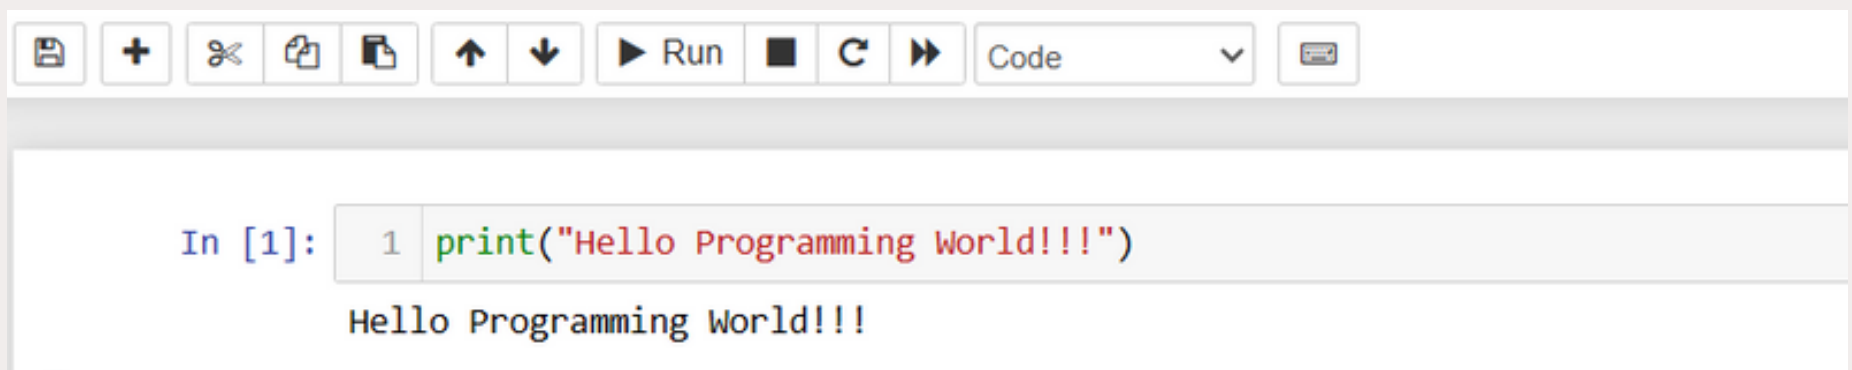 Run Code
In [1]: 1 print("Hello Programming World!!!")
Hello Programming World!!!